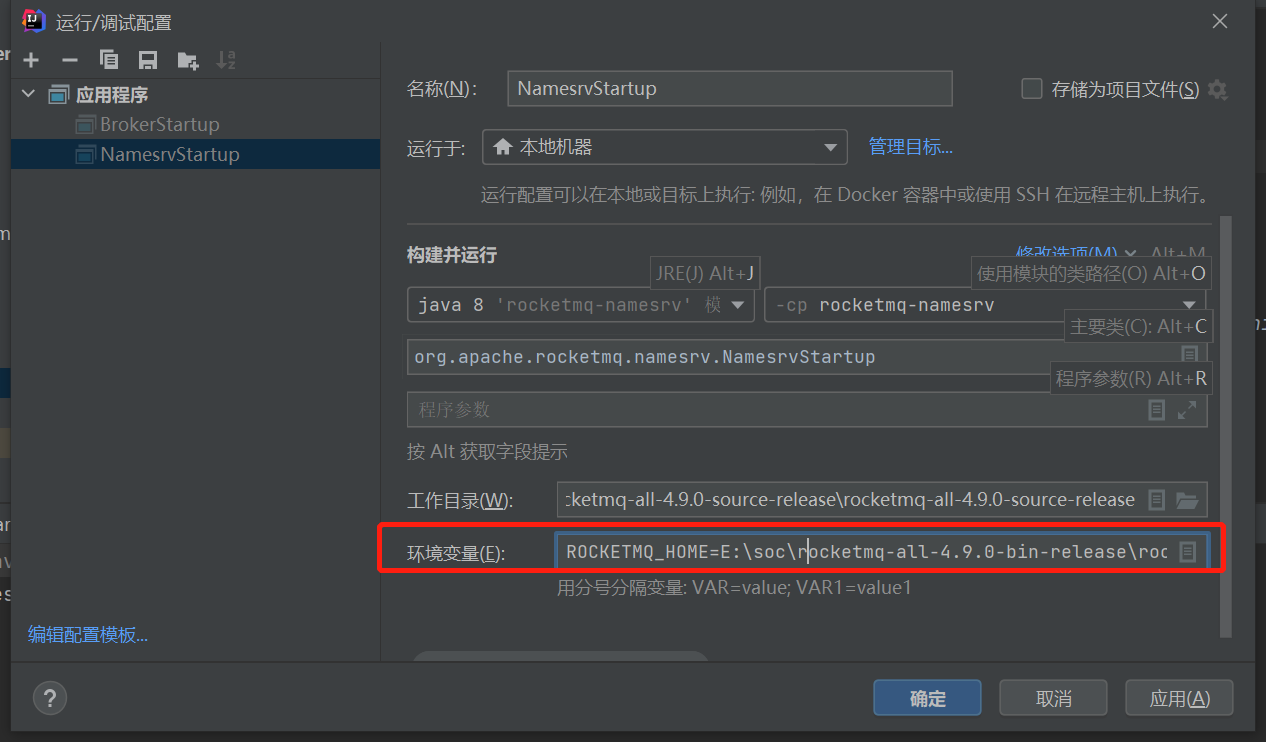 运行/调试配置
应用程序
BrokerStartup
NamesrvStartup
编辑配置模板...
名称(N):
NamesrvStartup
存储为项目文件(S)
运行于:
本地机器
管理目标...
运行配置可以在本地或目标上执行: 例如，在 Docker 容器中或使用 SSH 在远程主机上执行。
构建并运行
修改选项(M)
Alt+M
JRE(J) Alt+J
使用模块的类路径(O) Alt+O
java 8 'rocketmq-namesrv' 模
-cp rocketmq-namesrv
主要类(C): Alt+C
org.apache.rocketmq.namesrv.NamesrvStartup
程序参数(R) Alt+R
程序参数
按 Alt 获取字段提示
工作目录(W):
cketmq-all-4.9.0-source-release\rocketmq-all-4.9.0-source-release
环境变量(E):
ROCKETMQ_HOME=E:\soc\rocketmq-all-4.9.0-bin-release\roc
用分号分隔变量: VAR=value; VAR1=value1
?
确定
取消
应用(A)